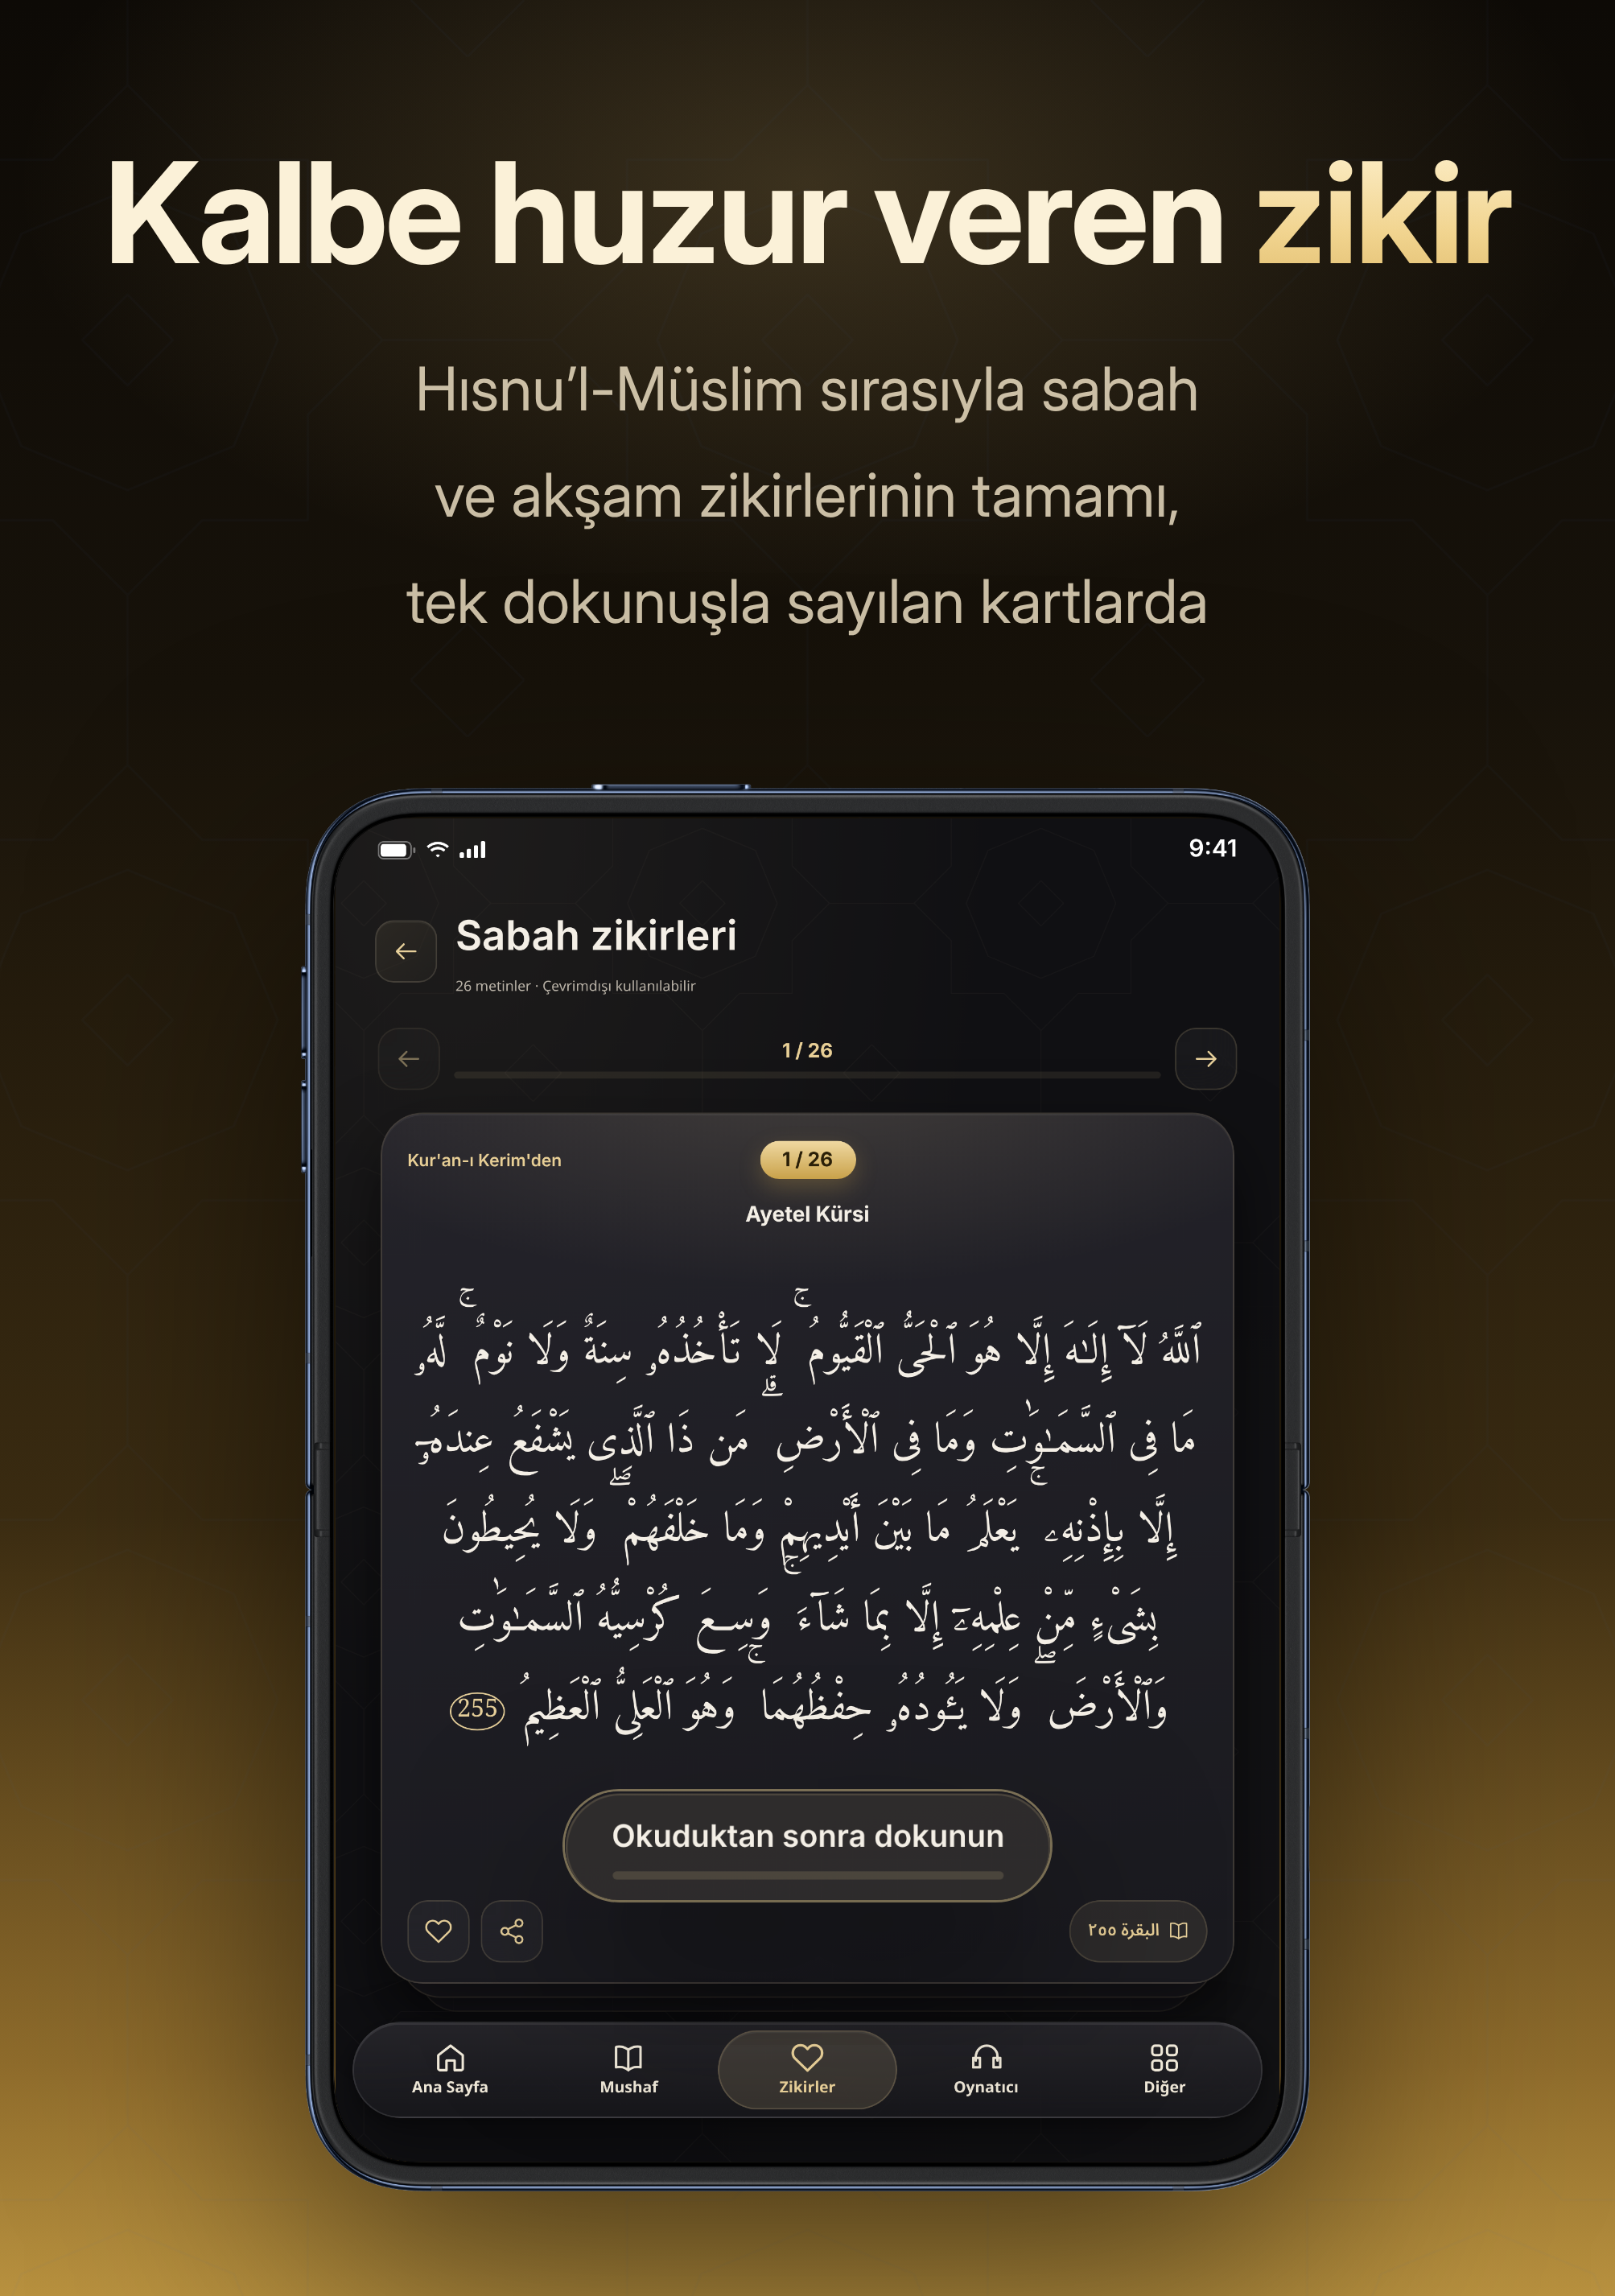 Kalbe huzur veren zikir
Hısnu’l-Müslim sırasıyla sabah
ve akşam zikirlerinin tamamı,
tek dokunuşla sayılan kartlarda
9:41
Sabah zikirleri
26 metinler · Çevrimdışı kullanılabilir
1 / 26
Kur'an-ı Kerim'den
1 / 26
Ayetel Kürsi
ٱللَّهُ لَآ إِلَـٰهَ إِلَّا هُوَ ٱلْحَىُّ ٱلْقَيُّومُ ۚ لَا تَأْخُذُهُۥ سِنَةٌ وَلَا نَوْمٌ ۚ لَّهُۥ
مَا فِى ٱلسَّمَـٰوَٰتِ وَمَا فِى ٱلْأَرْضِ ۗ مَن ذَا ٱلَّذِى يَشْفَعُ عِندَهُۥٓ
إِلَّا بِإِذْنِهِۦ ۚ يَعْلَمُ مَا بَيْنَ أَيْدِيهِمْ وَمَا خَلْفَهُمْ ۖ وَلَا يُحِيطُونَ
بِشَىْءٍ مِّنْ عِلْمِهِۦٓ إِلَّا بِمَا شَآءَ ۚ وَسِعَ كُرْسِيُّهُ ٱلسَّمَـٰوَٰتِ
وَٱلْأَرْضَ ۖ وَلَا يَـُٔودُهُۥ حِفْظُهُمَا ۚ وَهُوَ ٱلْعَلِىُّ ٱلْعَظِيمُ 255
Okuduktan sonra dokunun
البقرة ٢٥٥
Ana Sayfa
Mushaf
Zikirler
Oynatıcı
Diğer